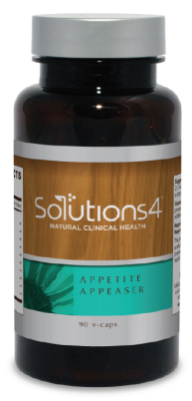 Solutions4
NATURAL CLINICAL HEALTH
APPETITE
APPEASER
90 v-caps